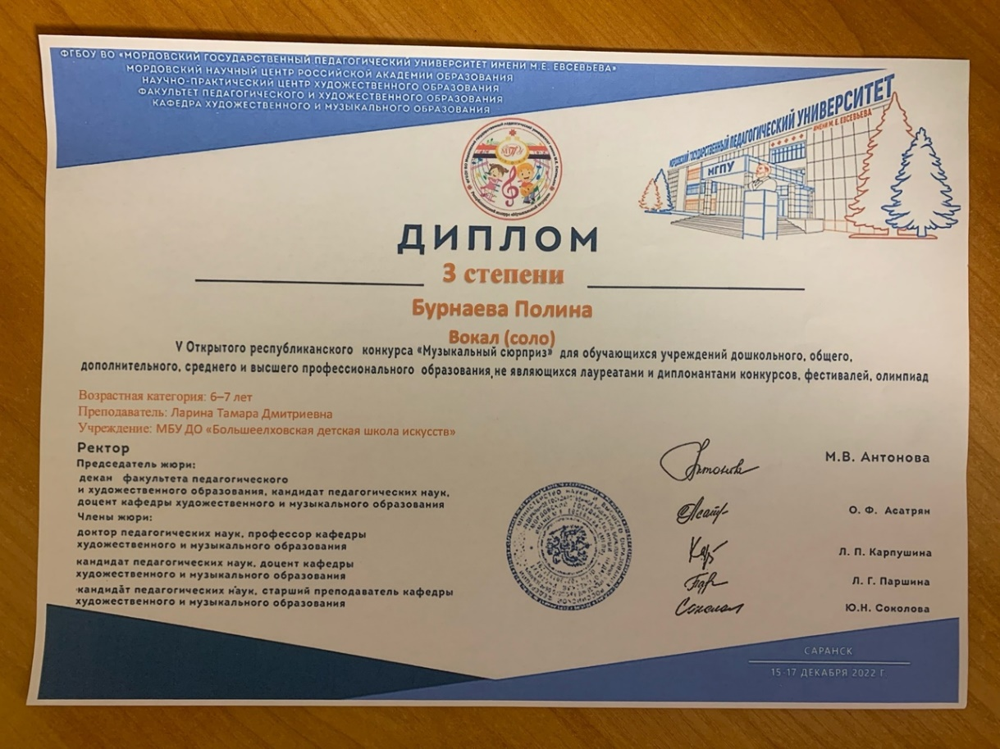 ФГБОУ ВО «МОРДОВСКИЙ ГОСУДАРСТВЕННЫЙ ПЕДАГОГИЧЕСКИЙ УНИВЕРСИТЕТ ИМЕНИ М.Е. ЕВСЕВЬЕВА»
МОРДОВСКИЙ НАУЧНЫЙ ЦЕНТР РОССИЙСКОЙ АКАДЕМИИ ОБРАЗОВАНИЯ
НАУЧНО-ПРАКТИЧЕСКИЙ ЦЕНТР ХУДОЖЕСТВЕННОГО ОБРАЗОВАНИЯ
ФАКУЛЬТЕТ ПЕДАГОГИЧЕСКОГО И ХУДОЖЕСТВЕННОГО ОБРАЗОВАНИЯ
КАФЕДРА ХУДОЖЕСТВЕННОГО И МУЗЫКАЛЬНОГО ОБРАЗОВАНИЯ
МОРДОВСКИЙ ГОСУДАРСТВЕННЫЙ ПЕДАГОГИЧЕСКИЙ УНИВЕРСИТЕТ
ИМЕНИ М. Е. ЕВСЕВЬЕВА
МГПУ
ДИПЛОМ
3 степени
Бурнаева Полина
Вокал (соло)
V Открытого республиканского конкурса «Музыкальный сюрприз» для обучающихся учреждений дошкольного, общего,
дополнительного, среднего и высшего профессионального образования, не являющихся лауреатами и дипломантами конкурсов, фестивалей, олимпиад
Возрастная категория: 6–7 лет
Преподаватель: Ларина Тамара Дмитриевна
Учреждение: МБУ ДО «Большеелховская детская школа искусств»
Ректор
М.В. Антонова
Председатель жюри:
декан факультета педагогического
и художественного образования, кандидат педагогических наук,
доцент кафедры художественного и музыкального образования
О. Ф. Асатрян
Члены жюри:
доктор педагогических наук, профессор кафедры
художественного и музыкального образования
Л. П. Карпушина
кандидат педагогических наук, доцент кафедры
художественного и музыкального образования
Л. Г. Паршина
кандидат педагогических наук, старший преподаватель кафедры
художественного и музыкального образования
Ю.Н. Соколова
САРАНСК
15-17 ДЕКАБРЯ 2022 Г.